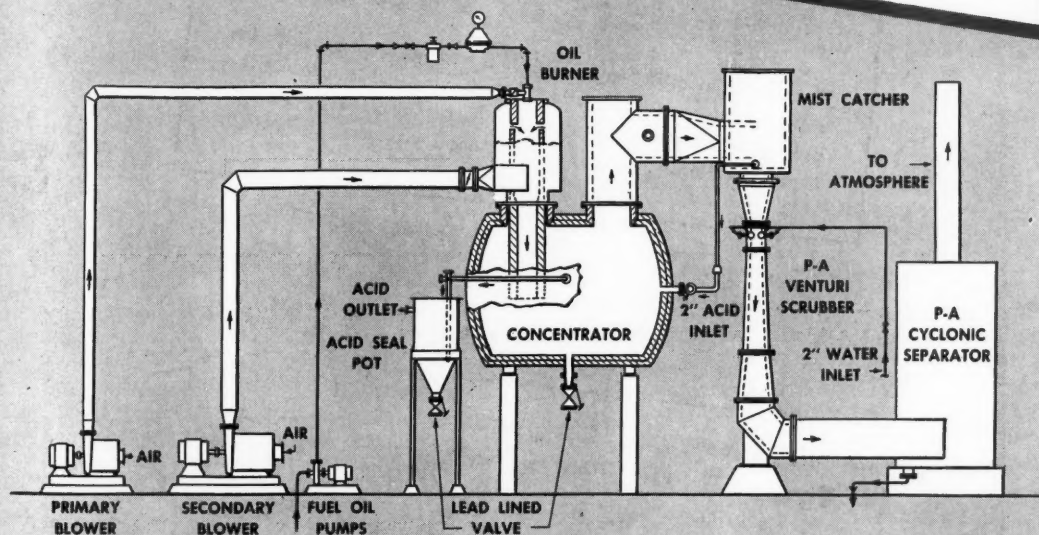 OIL
BURNER
MIST CATCHER
TO
ATMOSPHERE
P-A
VENTURI
SCRUBBER
ACID
OUTLET
ACID SEAL
POT
CONCENTRATOR
2" ACID
INLET
P-A
CYCLONIC
SEPARATOR
2" WATER
INLET
AIR
AIR
PRIMARY
BLOWER
SECONDARY
BLOWER
FUEL OIL
PUMPS
LEAD LINED
VALVE